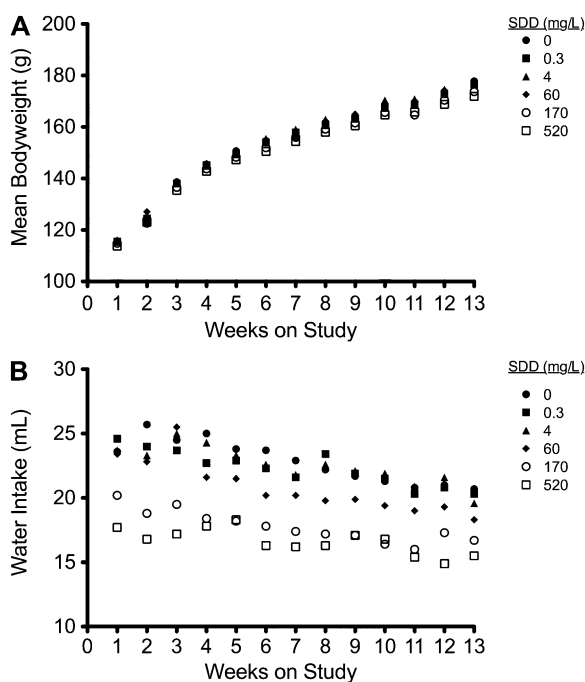 A
200
180
160
140
120
100
Mean Bodyweight (g)
0 1 2 3 4 5 6 7 8 9 10 11 12 13
Weeks on Study
SDD (mg/L)
0
0.3
4
60
170
520
B
30
25
20
15
10
Water Intake (mL)
0 1 2 3 4 5 6 7 8 9 10 11 12 13
Weeks on Study
SDD (mg/L)
0
0.3
4
60
170
520